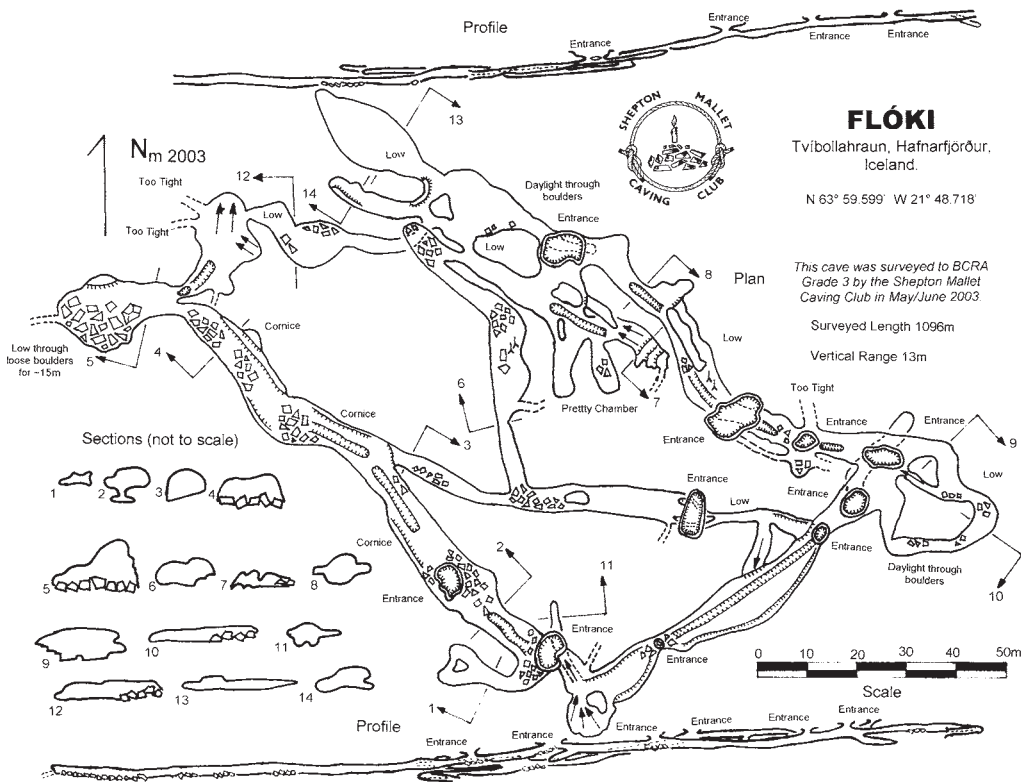 Profile
Entrance
Entrance
Entrance
Entrance
SHEPTON MALLET
CAVING CLUB
FLÓKI
Tvíbollahraun, Hafnarfjörður,
Iceland.
N 63° 59.599' W 21° 48.718'
This cave was surveyed to BCRA
Grade 3 by the Shepton Mallet
Caving Club in May/June 2003.
Surveyed Length 1096m
Vertical Range 13m
Plan
Nm 2003
13
Low
12
14
Too Tight
Low
Too Tight
Daylight through
boulders
Entrance
Low
8
Low through
loose boulders
for ~15m
5
4
Cornice
6
7
Low
Pretty Chamber
Too Tight
Cornice
3
Entrance
Entrance
Entrance
9
Low
Sections (not to scale)
1
2
3
4
5
6
7
8
9
10
11
12
13
14
Entrance
Low
Entrance
Cornice
2
Entrance
Daylight through
boulders
10
Entrance
11
Entrance
Entrance
1
Entrance
0 10 20 30 40 50m
Scale
Profile
Entrance
Entrance
Entrance
Entrance
Entrance
Entrance